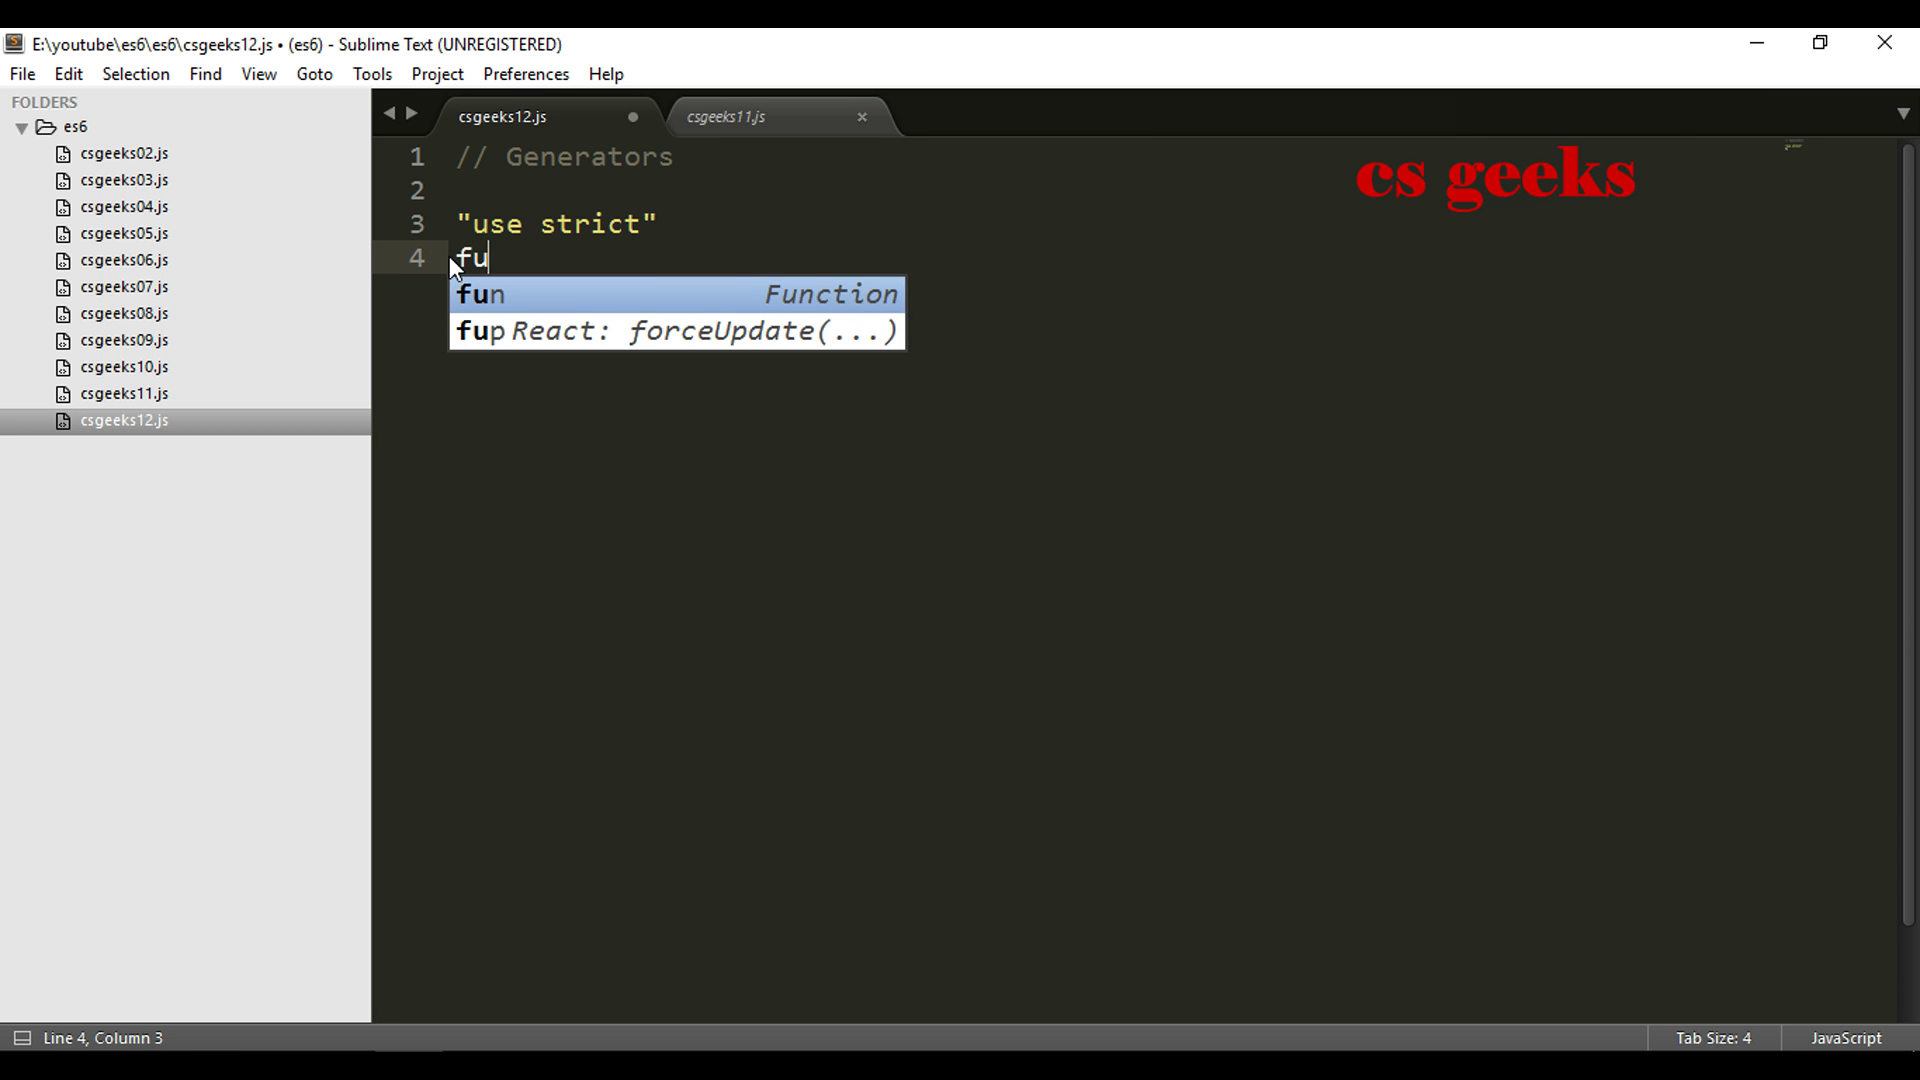 E:\youtube\es6\es6\csgeeks12.js • (es6) - Sublime Text (UNREGISTERED)
File Edit Selection Find View Goto Tools Project Preferences Help
FOLDERS
es6
csgeeks02.js
csgeeks03.js
csgeeks04.js
csgeeks05.js
csgeeks06.js
csgeeks07.js
csgeeks08.js
csgeeks09.js
csgeeks10.js
csgeeks11.js
csgeeks12.js
csgeeks12.js csgeeks11.js
1 // Generators
2
3 "use strict"
4 fu
fun Function
fup React: forceUpdate(...)
cs geeks
Line 4, Column 3 Tab Size: 4 JavaScript